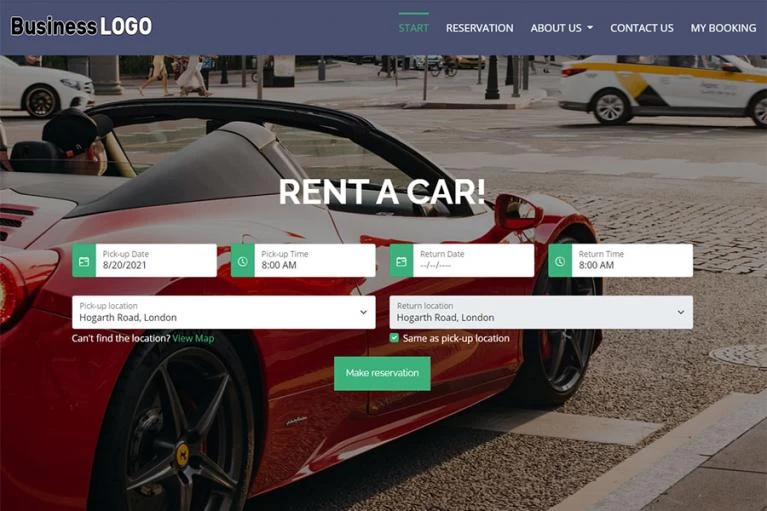 Business LOGO
START RESERVATION ABOUT US CONTACT US MY BOOKING
RENT A CAR!
Pick-up Date
8/20/2021
Pick-up Time
8:00 AM
Return Date
--/--/----
Return Time
8:00 AM
Pick-up location
Hogarth Road, London
Return location
Hogarth Road, London
Can't find the location? View Map
Same as pick-up location
Make reservation